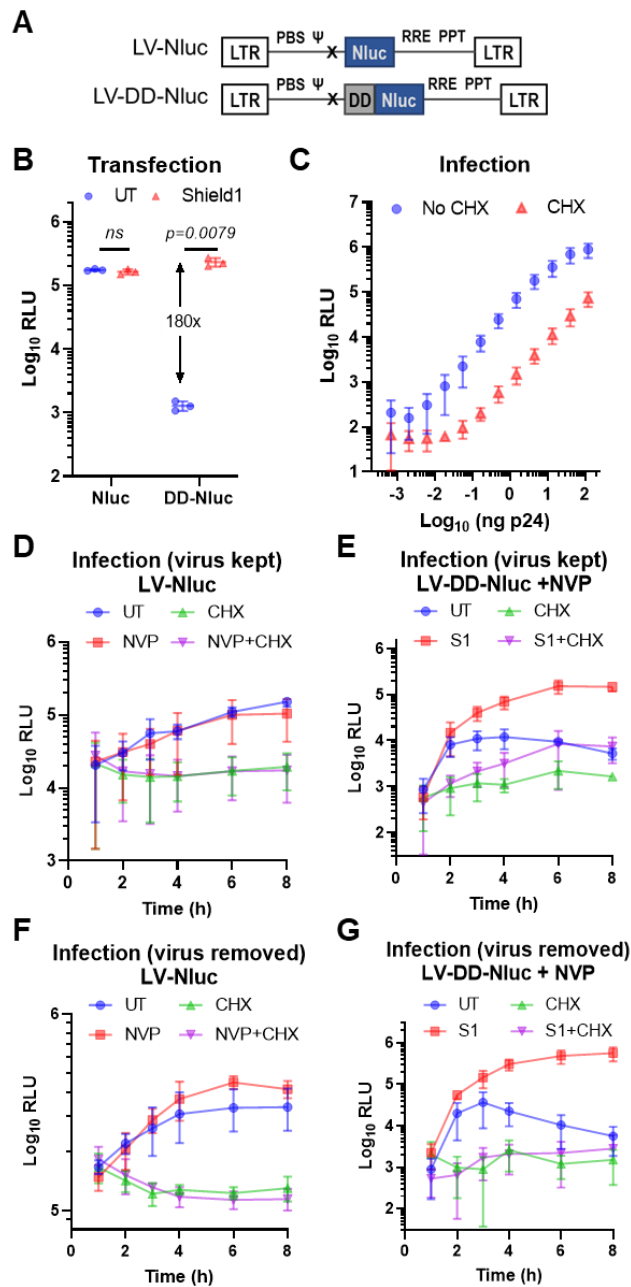 A
LV-Nluc
LTR PBS Ψ X Nluc RRE PPT LTR
LV-DD-Nluc
LTR PBS Ψ X DD Nluc RRE PPT LTR
B
Transfection
UT Shield1
ns p=0.0079
180x
Log10 RLU
6
5
4
3
2
Nluc DD-Nluc
C
Infection
No CHX CHX
Log10 RLU
7
6
5
4
3
2
1
-3 -2 -1 0 1 2
Log10 (ng p24)
D
Infection (virus kept)
LV-Nluc
UT CHX
NVP NVP+CHX
Log10 RLU
6
5
4
3
0 2 4 6 8
Time (h)
E
Infection (virus kept)
LV-DD-Nluc +NVP
UT CHX
S1 S1+CHX
Log10 RLU
6
5
4
3
2
0 2 4 6 8
Time (h)
F
Infection (virus removed)
LV-Nluc
UT CHX
NVP NVP+CHX
Log10 RLU
6
5
0 2 4 6 8
Time (h)
G
Infection (virus removed)
LV-DD-Nluc + NVP
UT CHX
S1 S1+CHX
Log10 RLU
6
5
4
3
2
0 2 4 6 8
Time (h)